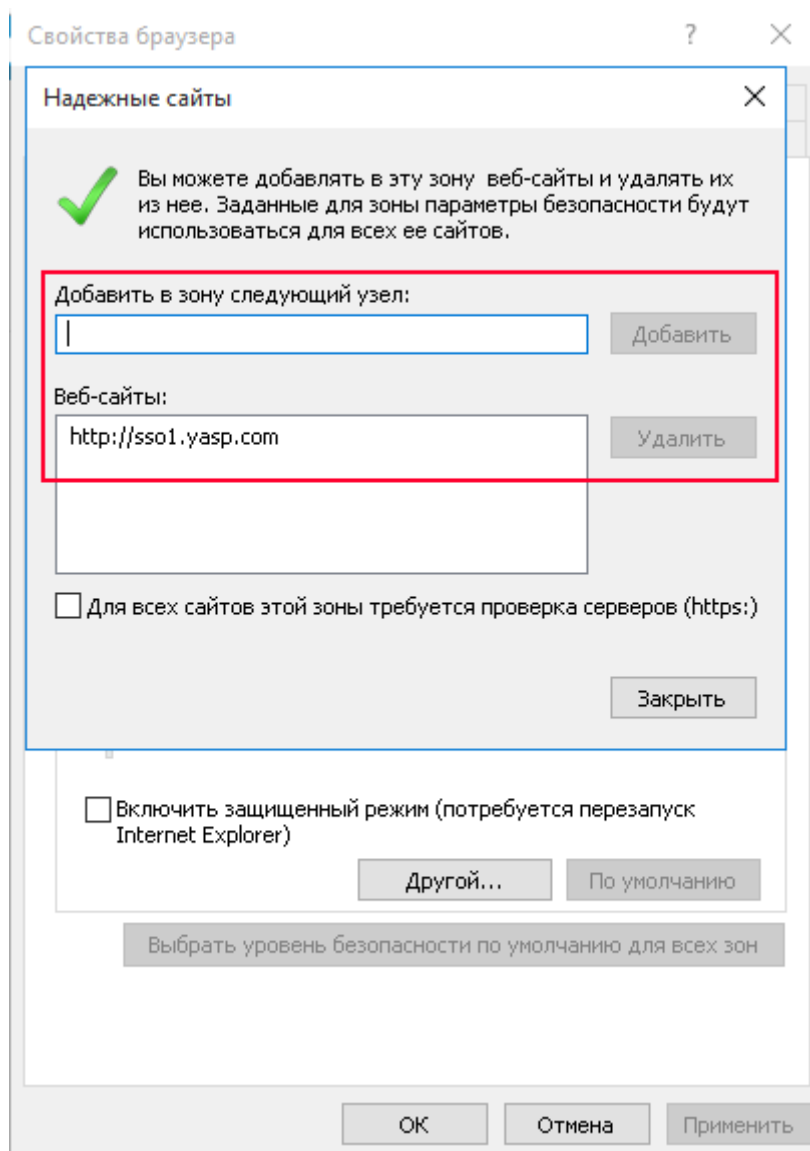 Свойства браузера
?
Надежные сайты
Вы можете добавлять в эту зону веб-сайты и удалять их
из нее. Заданные для зоны параметры безопасности будут
использоваться для всех ее сайтов.
Добавить в зону следующий узел:
Добавить
Веб-сайты:
http://sso1.yasp.com
Удалить
Для всех сайтов этой зоны требуется проверка серверов (https:)
Закрыть
Включить защищенный режим (потребуется перезапуск
Internet Explorer)
Другой...
По умолчанию
Выбрать уровень безопасности по умолчанию для всех зон
ОК
Отмена
Применить